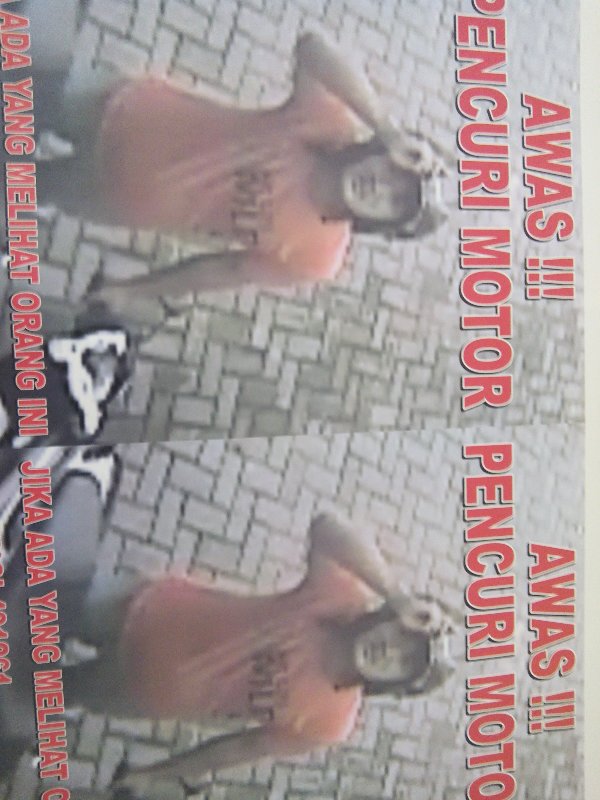 AWAS !!!
PENCURI MOTOR
ADA YANG MELIHAT ORANG INI
AWAS !!!
PENCURI MOTO
JIKA ADA YANG MELIHAT O